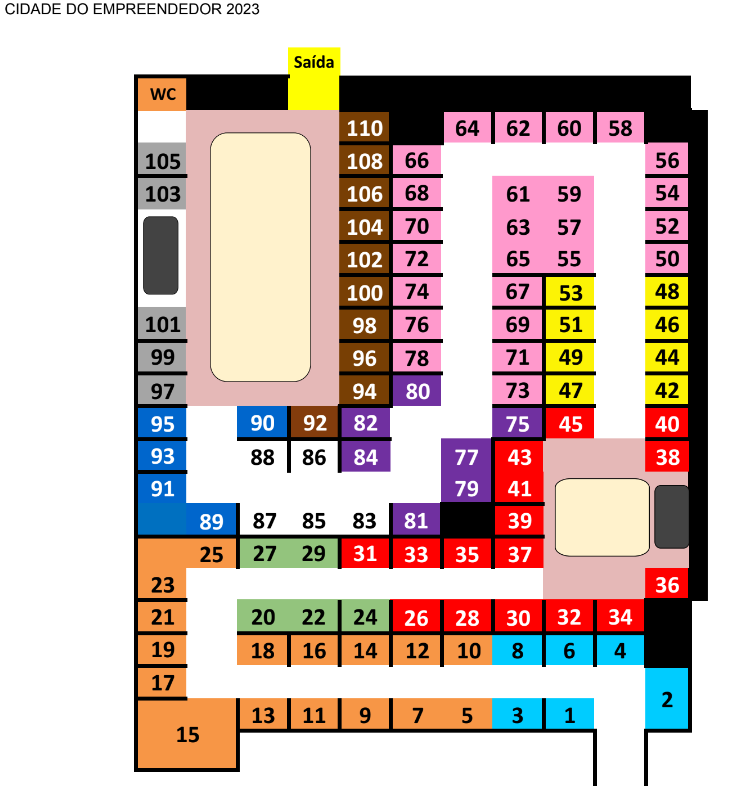 CIDADE DO EMPREENDEDOR 2023
Saída
WC
110 64 62 60 58
105 108 66 56
103 106 68 61 59 54
104 70 63 57 52
102 72 65 55 50
100 74 67 53 48
101 98 76 69 51 46
99 96 78 71 49 44
97 94 80 73 47 42
95 90 92 82 75 45 40
93 88 86 84 77 43 38
91 79 41
89 87 85 83 81 39
25 27 29 31 33 35 37
23 36
21 20 22 24 26 28 30 32 34
19 18 16 14 12 10 8 6 4
17 2
15 13 11 9 7 5 3 1